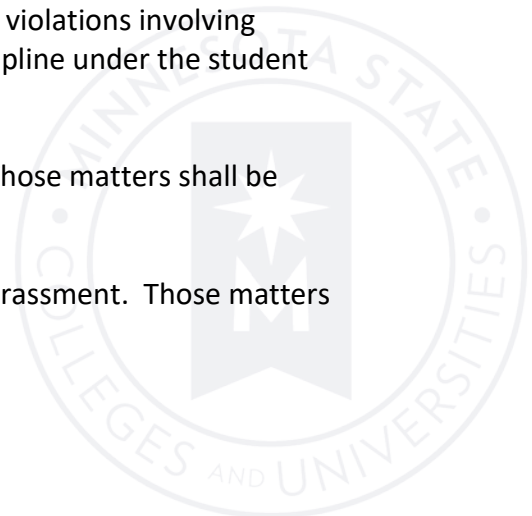 violations involving
pline under the student
hose matters shall be
rassment. Those matters
MINNESOTA STATE
COLLEGES AND UNIVERSITIES
M